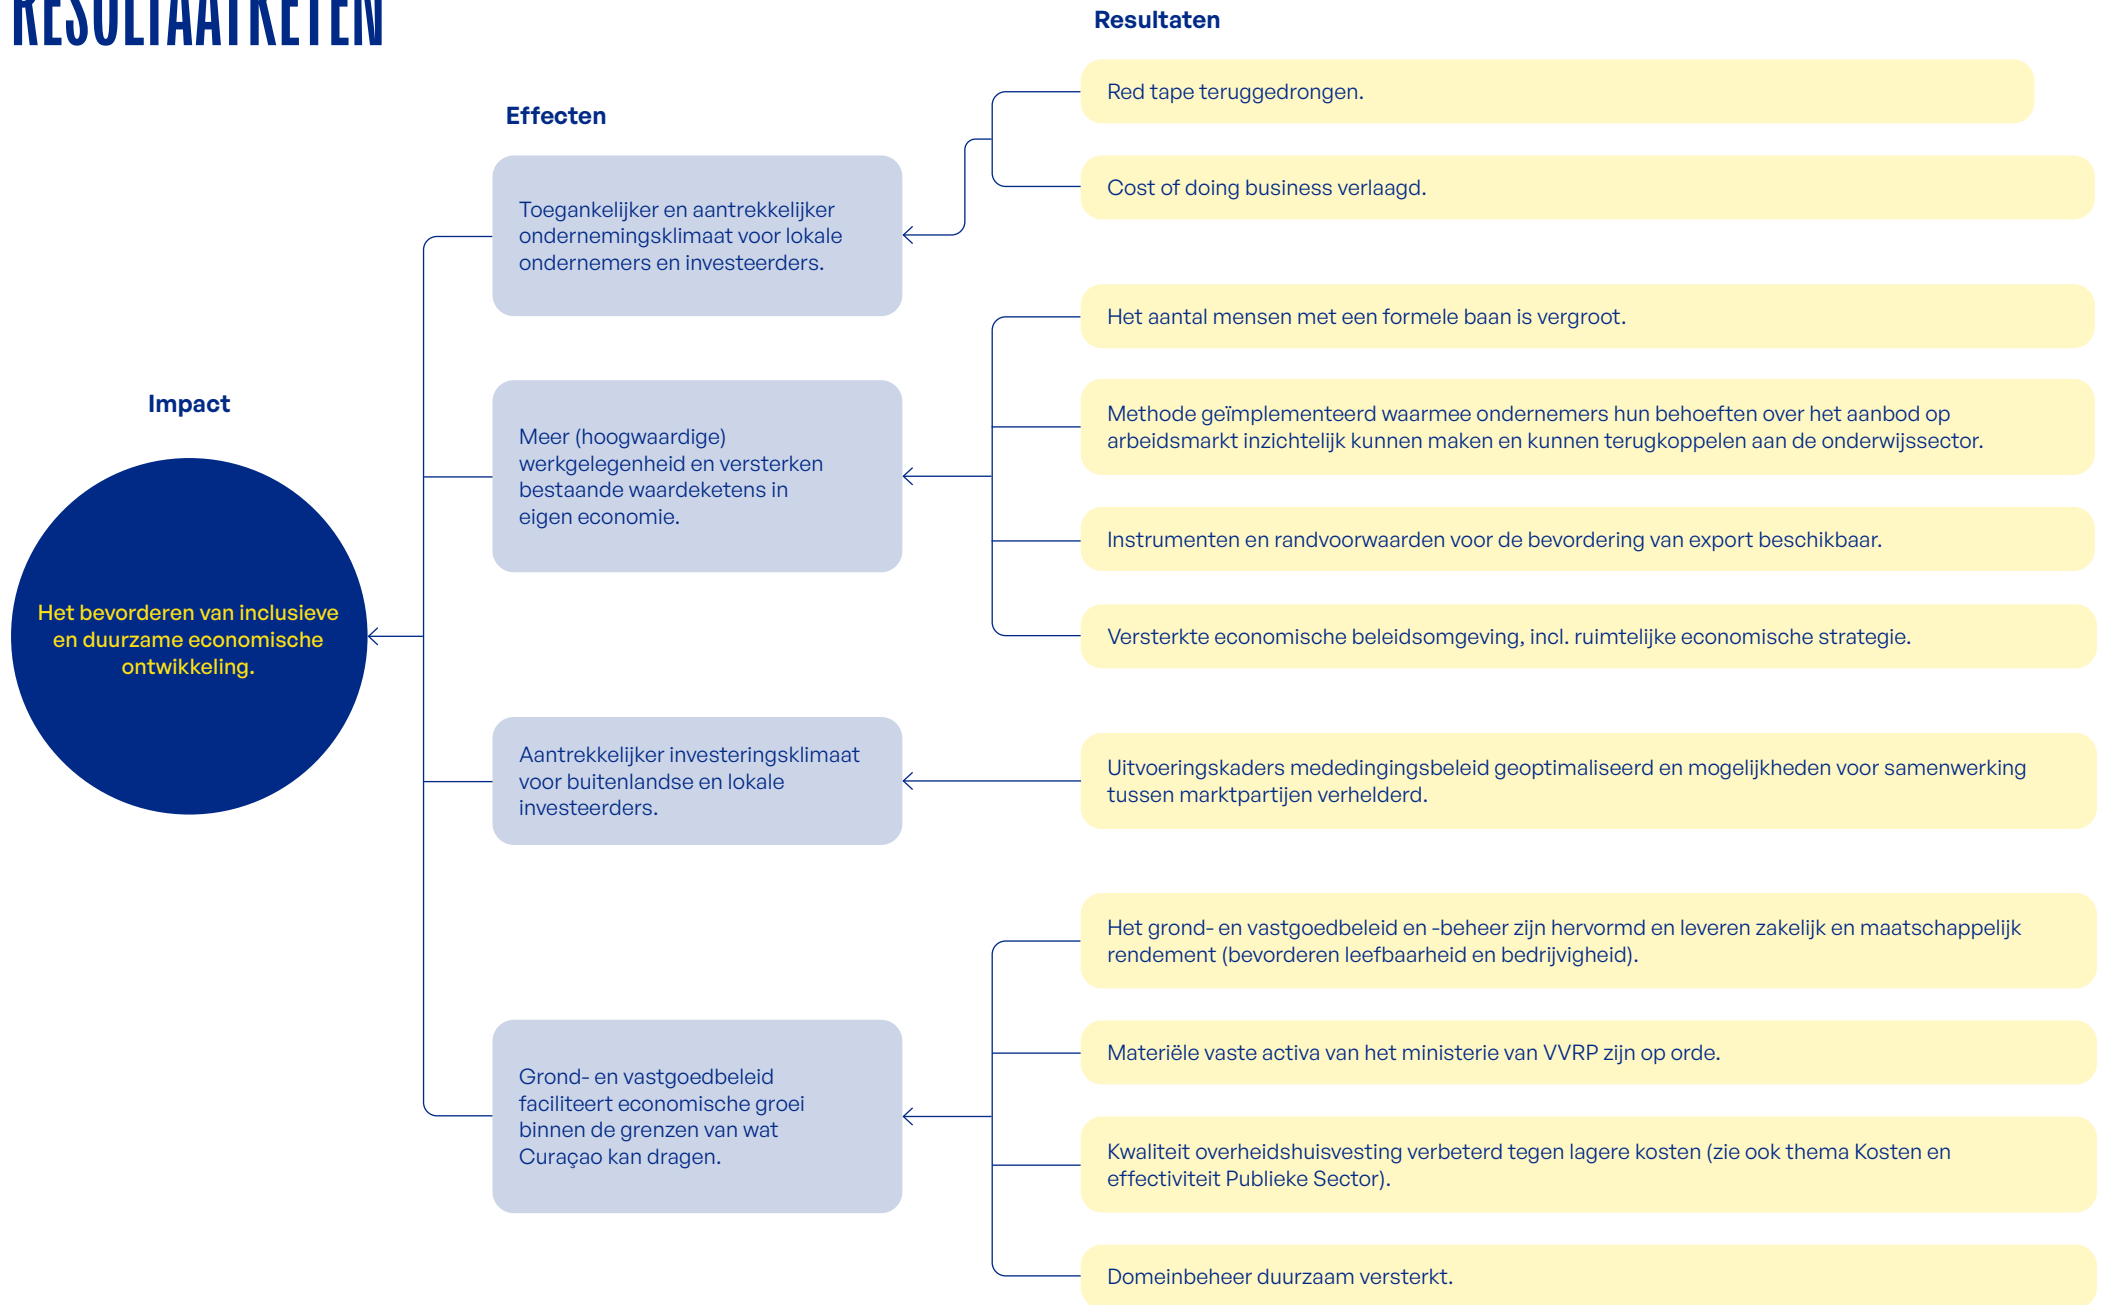 RESULTAATKETEN
Resultaten
Effecten
Impact
Het bevorderen van inclusieve
en duurzame economische
ontwikkeling.
Toegankelijker en aantrekkelijker
ondernemingsklimaat voor lokale
ondernemers en investeerders.
Red tape teruggedrongen.
Cost of doing business verlaagd.
Meer (hoogwaardige)
werkgelegenheid en versterken
bestaande waardeketens in
eigen economie.
Het aantal mensen met een formele baan is vergroot.
Methode geïmplementeerd waarmee ondernemers hun behoeften over het aanbod op
arbeidsmarkt inzichtelijk kunnen maken en kunnen terugkoppelen aan de onderwijssector.
Instrumenten en randvoorwaarden voor de bevordering van export beschikbaar.
Versterkte economische beleidsomgeving, incl. ruimtelijke economische strategie.
Aantrekkelijker investeringsklimaat
voor buitenlandse en lokale
investeerders.
Uitvoeringskaders mededingingsbeleid geoptimaliseerd en mogelijkheden voor samenwerking
tussen marktpartijen verhelderd.
Grond- en vastgoedbeleid
faciliteert economische groei
binnen de grenzen van wat
Curaçao kan dragen.
Het grond- en vastgoedbeleid en -beheer zijn hervormd en leveren zakelijk en maatschappelijk
rendement (bevorderen leefbaarheid en bedrijvigheid).
Materiële vaste activa van het ministerie van VVRP zijn op orde.
Kwaliteit overheidshuisvesting verbeterd tegen lagere kosten (zie ook thema Kosten en
effectiviteit Publieke Sector).
Domeinbeheer duurzaam versterkt.